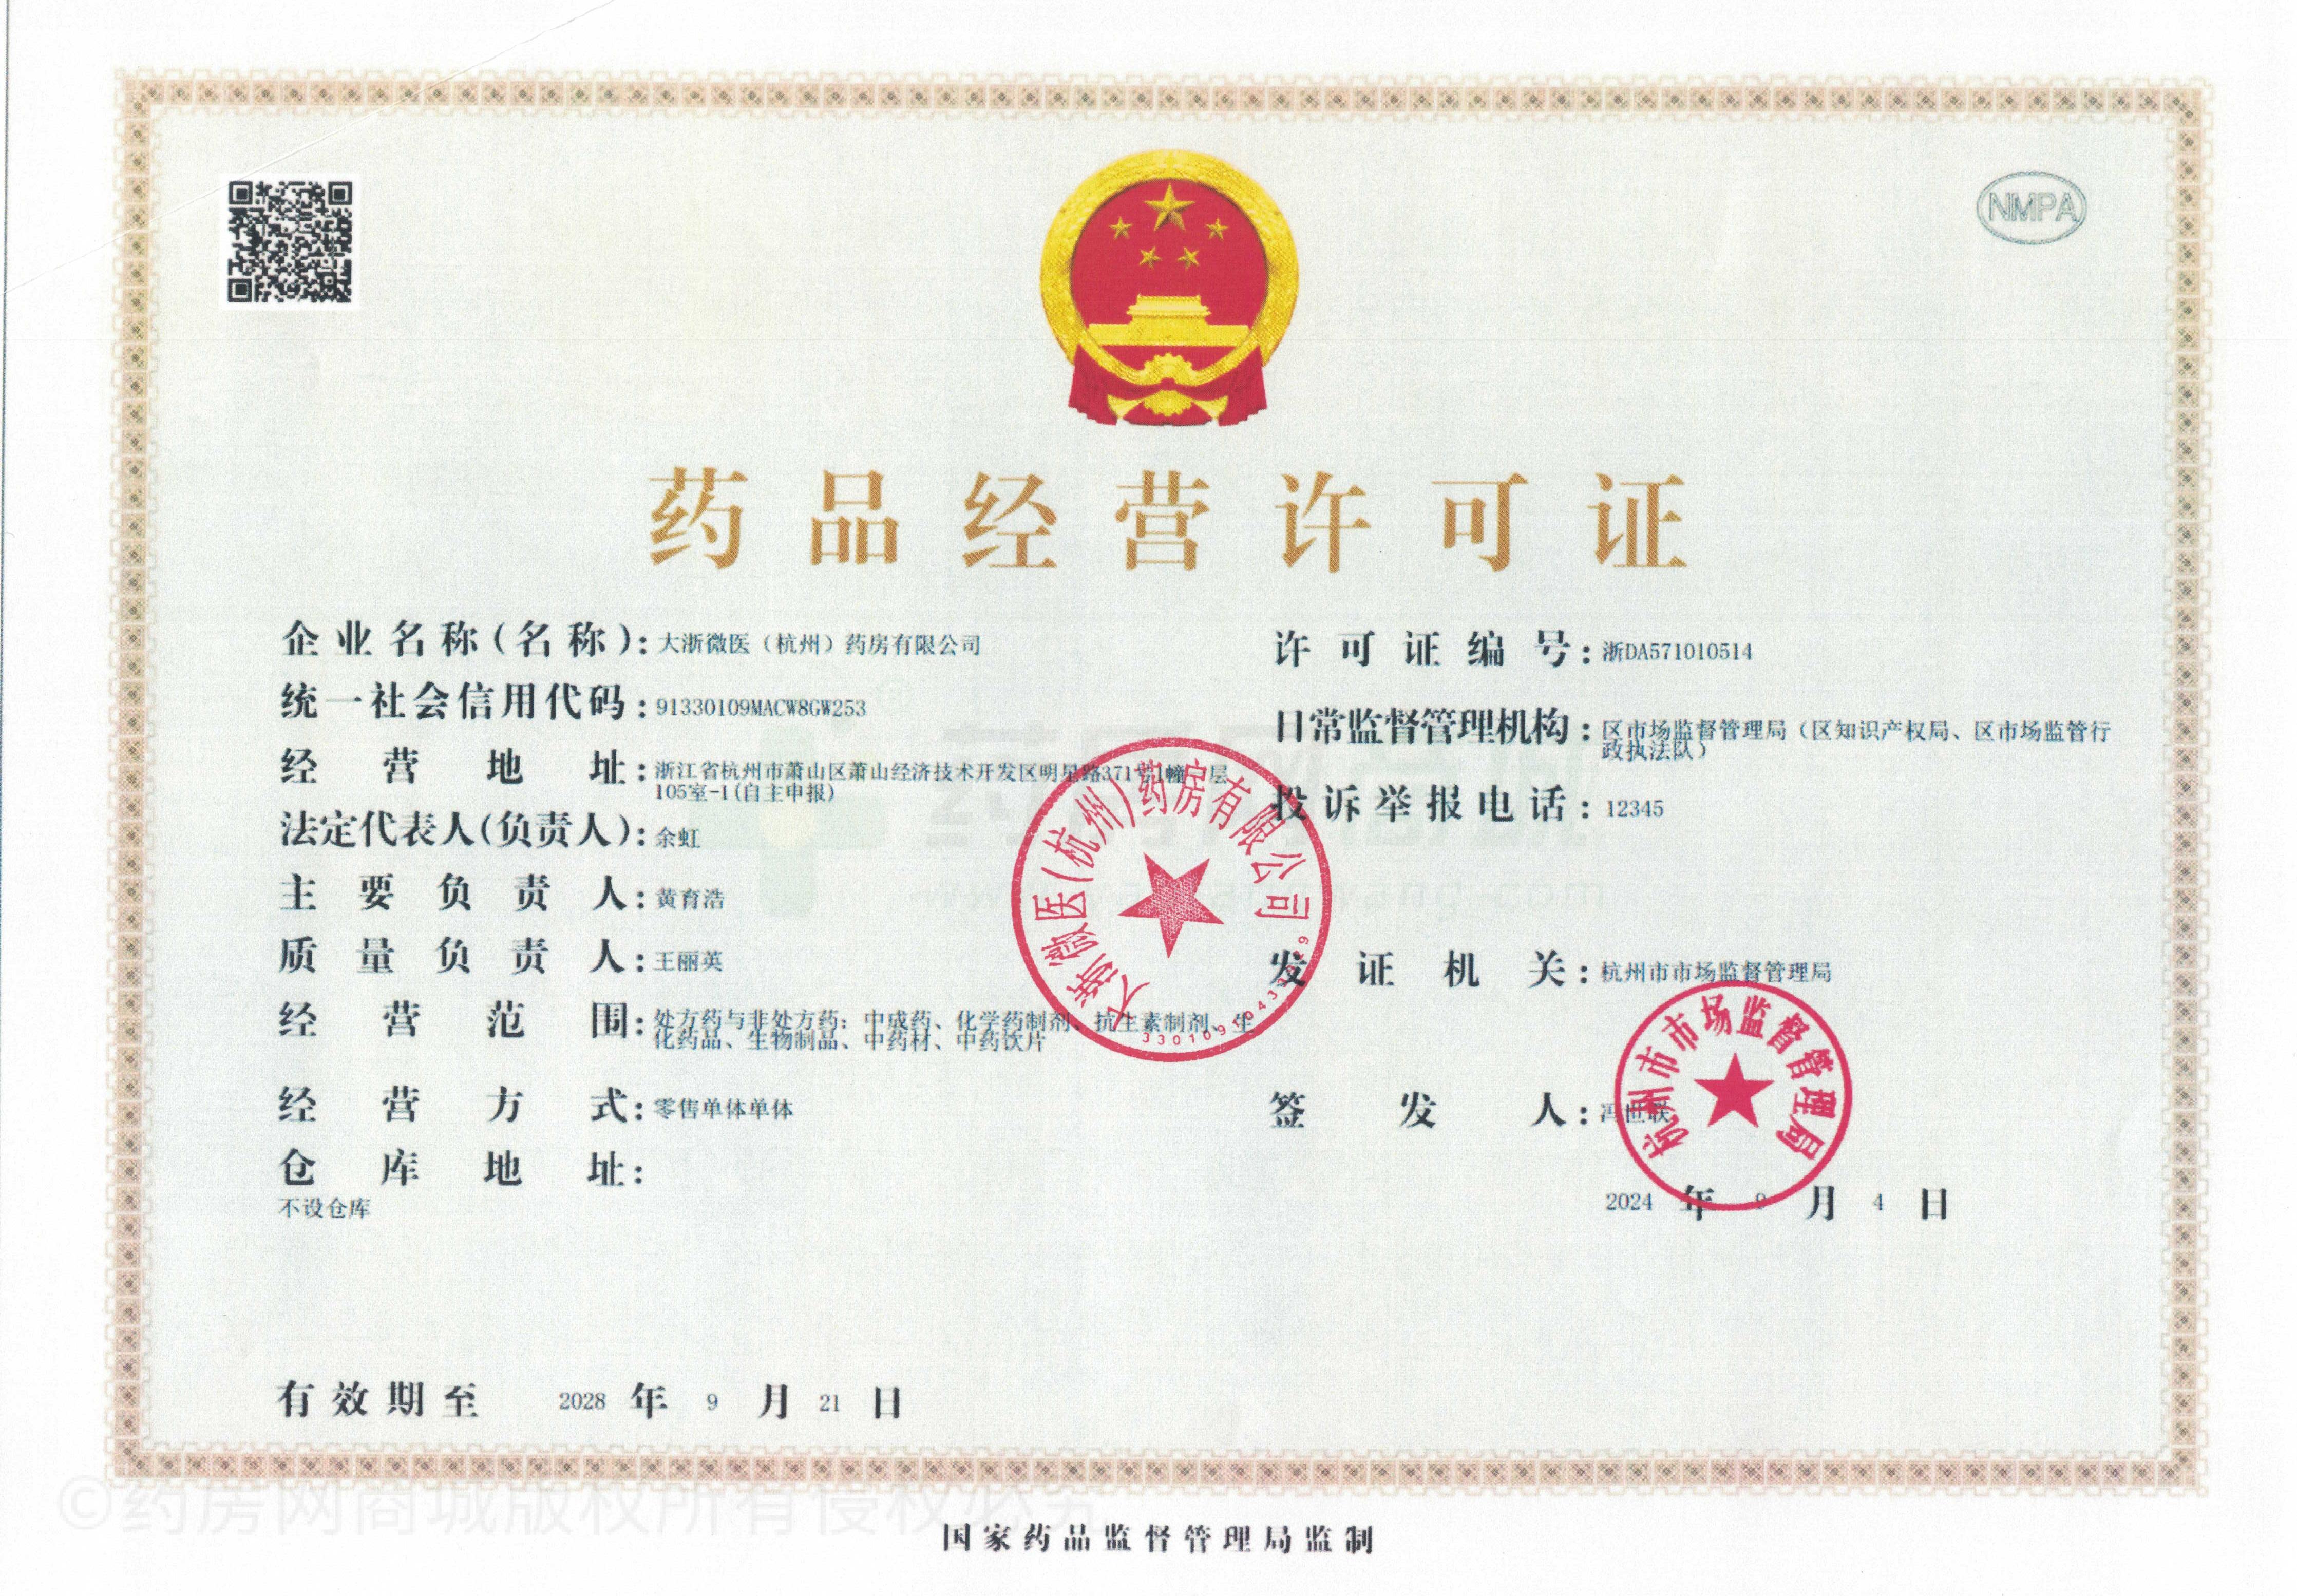 NMPA
药品经营许可证
企业名称(名称):大浙微医（杭州）药房有限公司
统一社会信用代码:91330109MACW8GW253
经营地址:浙江省杭州市萧山区萧山经济技术开发区明星路371号1幢 层
105室-1(自主申报)
法定代表人(负责人):余虹
主要负责人:黄育浩
质量负责人:王丽英
经营范围:处方药与非处方药：中成药、化学药制剂、抗生素制剂、生
化药品、生物制品、中药材、中药饮片
经营方式:零售单体单体
仓库地址:
不设仓库
许可证编号:浙DA571010514
日常监督管理机构:区市场监督管理局（区知识产权局、区市场监管行
政执法队）
投诉举报电话:12345
发证机关:杭州市市场监督管理局
签发人:冯世联
2024年9月4日
大浙微医(杭州)药房有限公司
杭州市市场监督管理局
有效期至 2028年9月21日
©药房网商城版权所有侵权必究
国家药品监督管理局监制